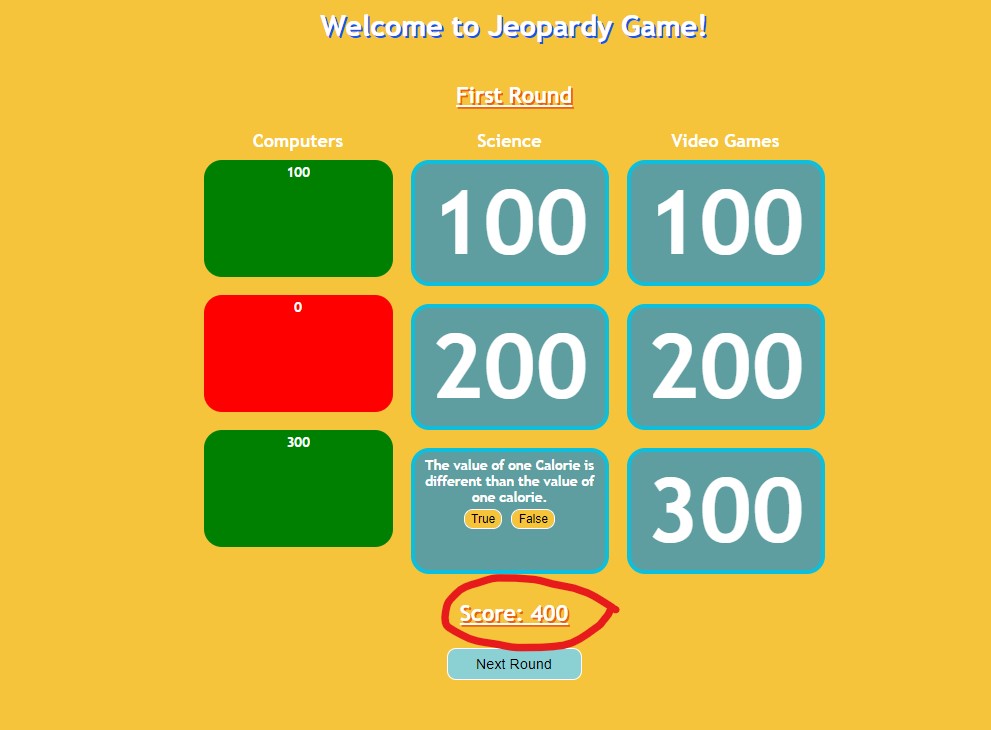 Welcome to Jeopardy Game!
First Round
Computers
Science
Video Games
100
100
100
0
200
200
300
The value of one Calorie is
different than the value of
one calorie.
True
False
300
Score: 400
Next Round